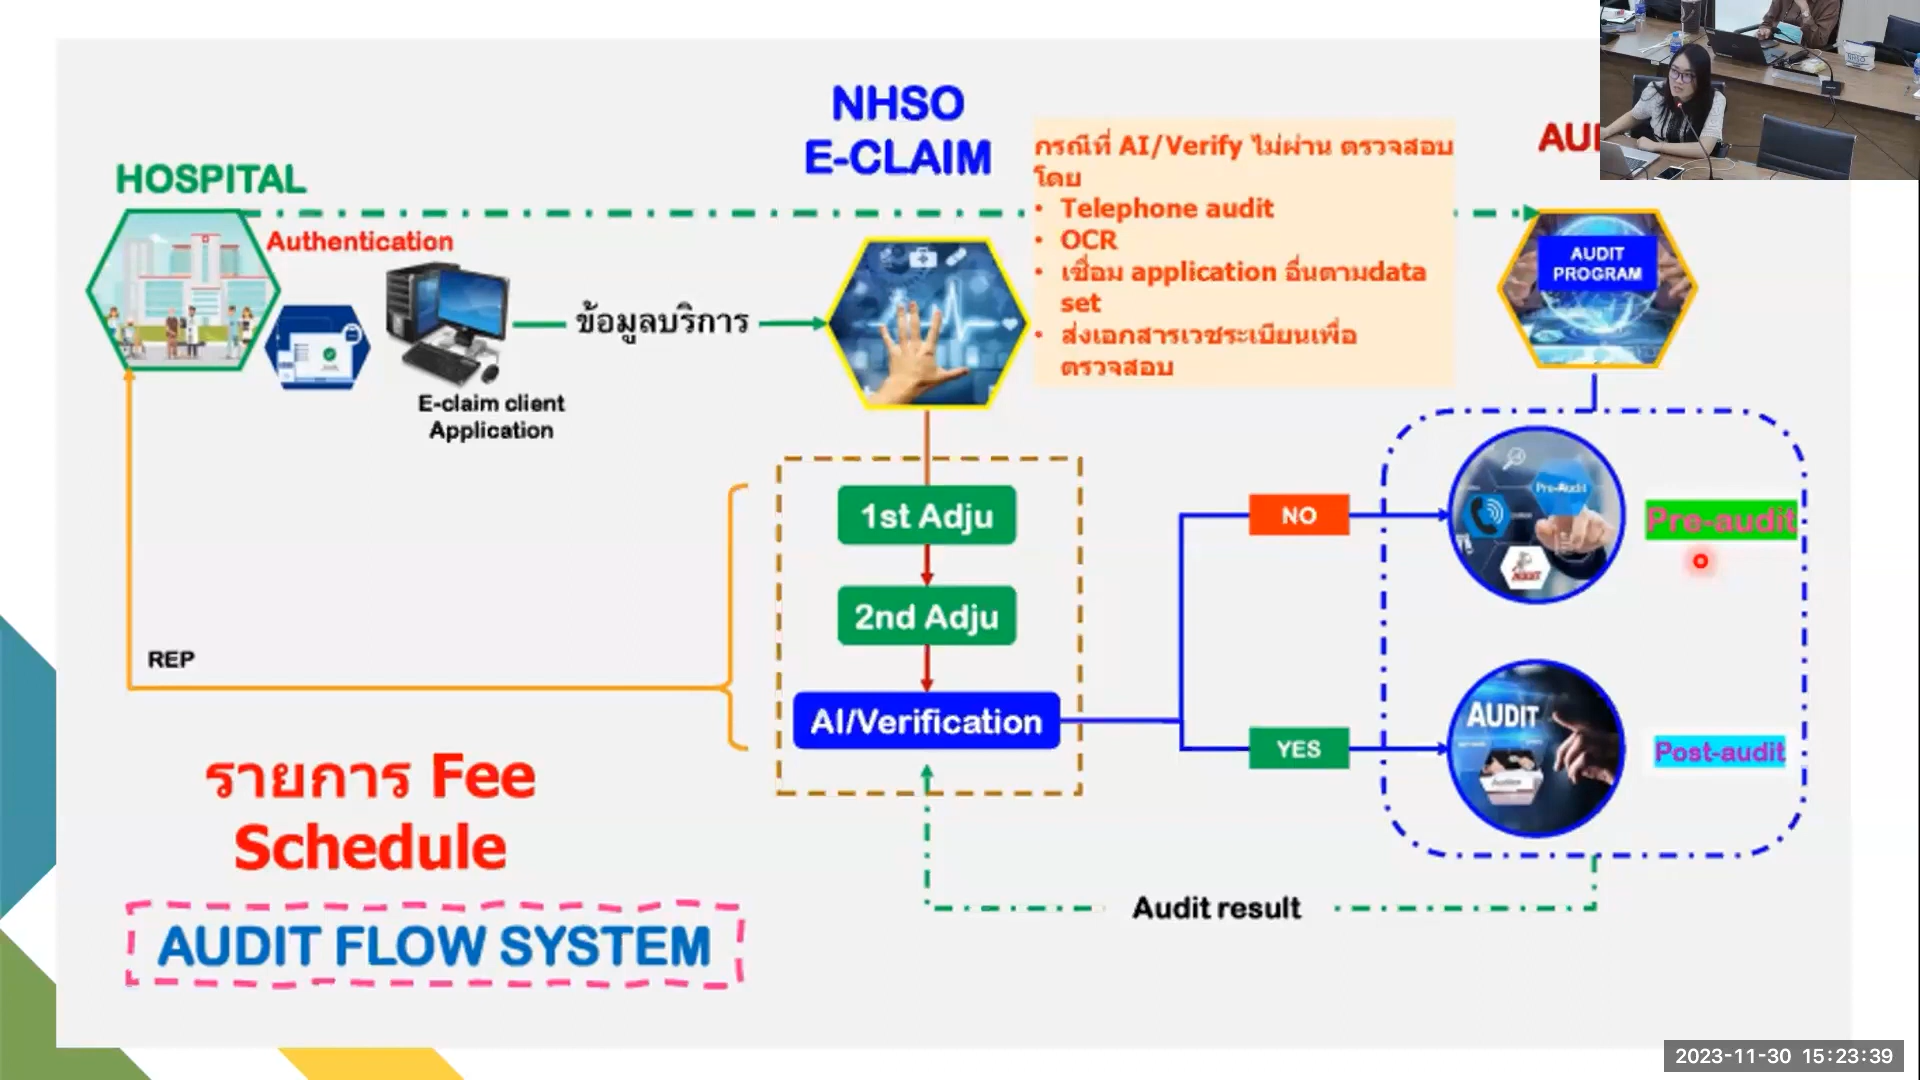 NHSO
E-CLAIM
HOSPITAL
Authentication
E-claim client
Application
ข้อมูลบริการ
กรณีที่ AI/Verify ไม่ผ่าน ตรวจสอบ
โดย
• Telephone audit
• OCR
• เชื่อม application อื่นตามdata
set
• ส่งเอกสารเวชระเบียนเพื่อ
ตรวจสอบ
AUDIT
PROGRAM
1st Adju
2nd Adju
AI/Verification
NO
YES
Pre-Audit
Pre-audit
AUDIT
Post-audit
REP
รายการ Fee
Schedule
AUDIT FLOW SYSTEM
Audit result
2023-11-30 15:23:39